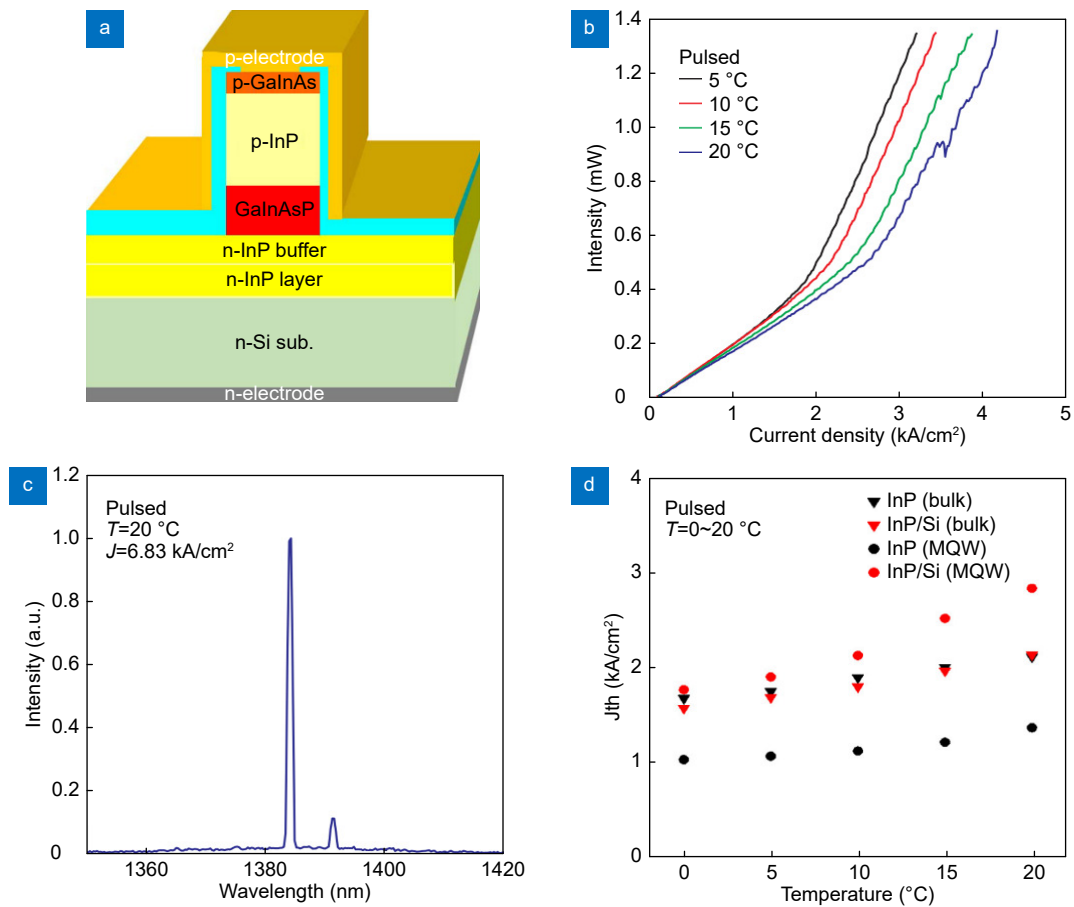 a
p-electrode
p-GaInAs
p-InP
GaInAsP
n-InP buffer
n-InP layer
n-Si sub.
n-electrode
b
Pulsed
5 °C
10 °C
15 °C
20 °C
1.4
1.2
1.0
0.8
0.6
0.4
0.2
0
Intensity (mW)
0 1 2 3 4 5
Current density (kA/cm²)
c
Pulsed
T=20 °C
J=6.83 kA/cm²
1.2
1.0
0.8
0.6
0.4
0.2
0
Intensity (a.u.)
1360 1380 1400 1420
Wavelength (nm)
d
Pulsed
T=0~20 °C
InP (bulk)
InP/Si (bulk)
InP (MQW)
InP/Si (MQW)
4
3
2
1
0
Jth (kA/cm²)
0 5 10 15 20
Temperature (°C)